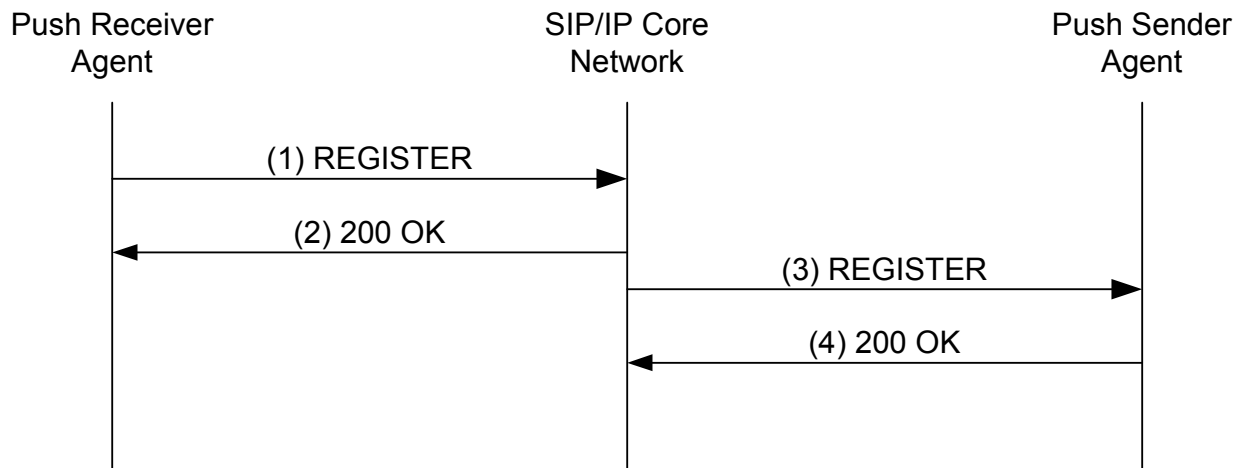 Push Receiver
Agent
SIP/IP Core
Network
Push Sender
Agent
(1) REGISTER
(2) 200 OK
(3) REGISTER
(4) 200 OK